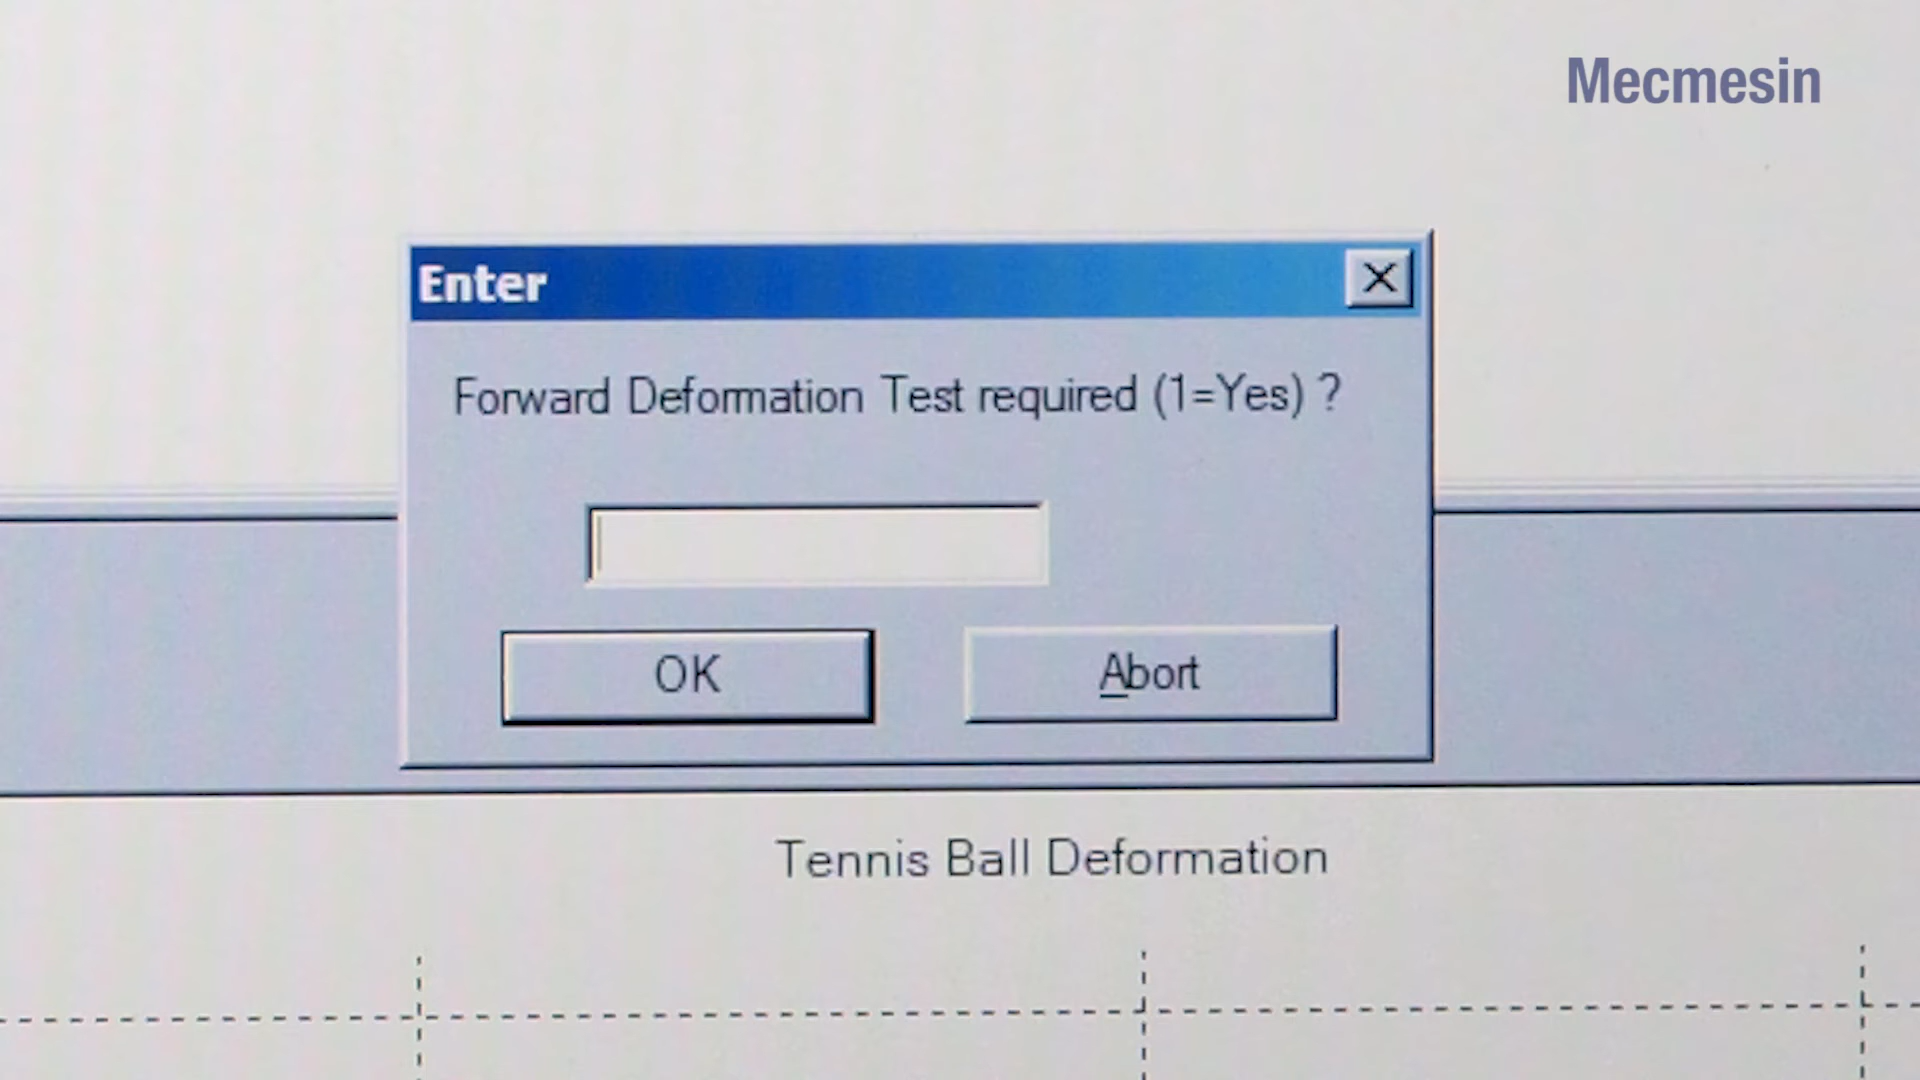 Mecmesin
Enter
Forward Deformation Test required (1=Yes) ?
OK
Abort
Tennis Ball Deformation